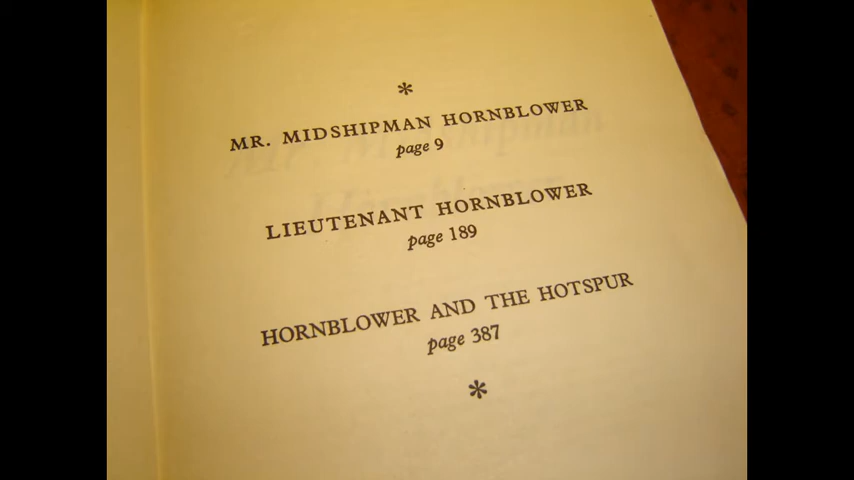 *
MR. MIDSHIPMAN HORNBLOWER
page 9
LIEUTENANT HORNBLOWER
page 189
HORNBLOWER AND THE HOTSPUR
page 387
*